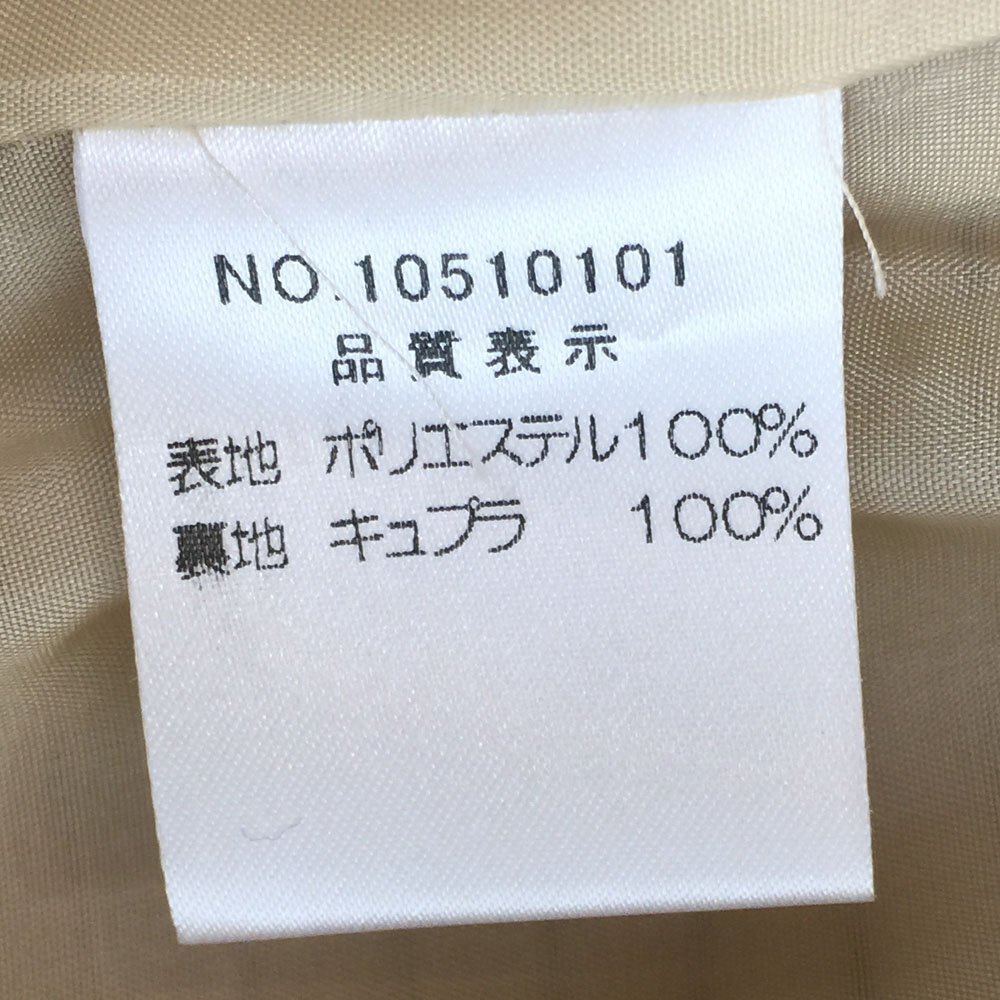 NO.10510101
品質表示
表地 ポリエステル100%
裏地 キュプラ 100%